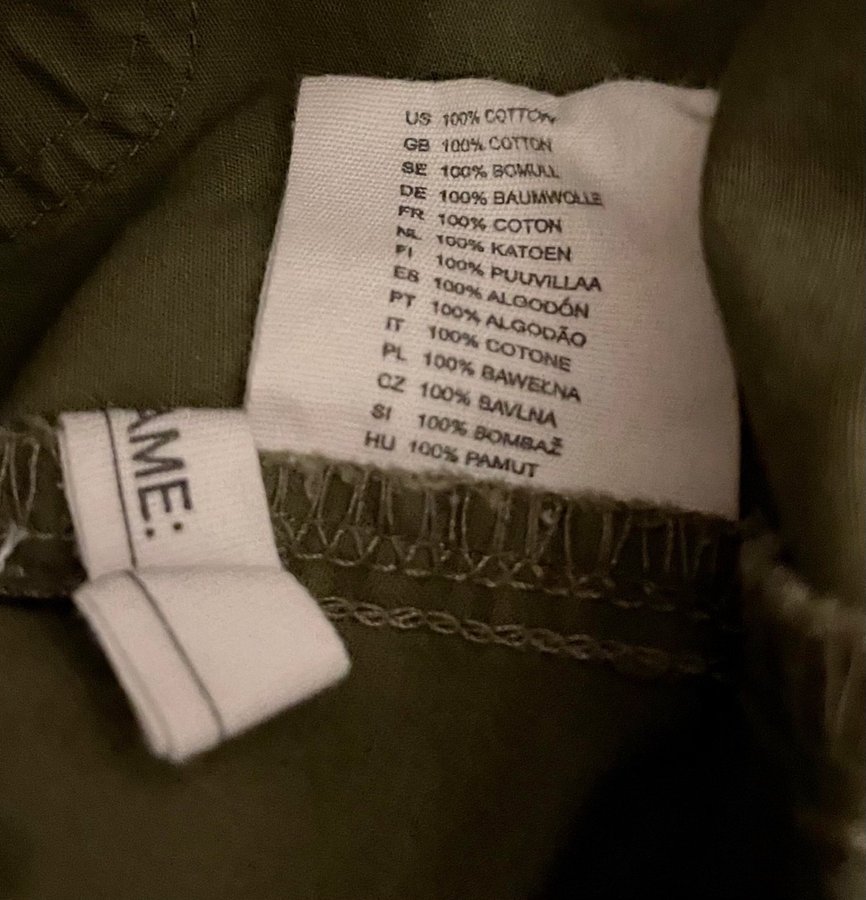 US 100% COTTON
GB 100% COTTON
SE 100% BOMULL
DE 100% BAUMWOLLE
FR 100% COTON
NL 100% KATOEN
FI 100% PUUVILLAA
ES 100% ALGODÓN
PT 100% ALGODÃO
IT 100% COTONE
PL 100% BAWEŁNA
CZ 100% BAVLNA
SI 100% BOMBAŽ
HU 100% PAMUT
AME: